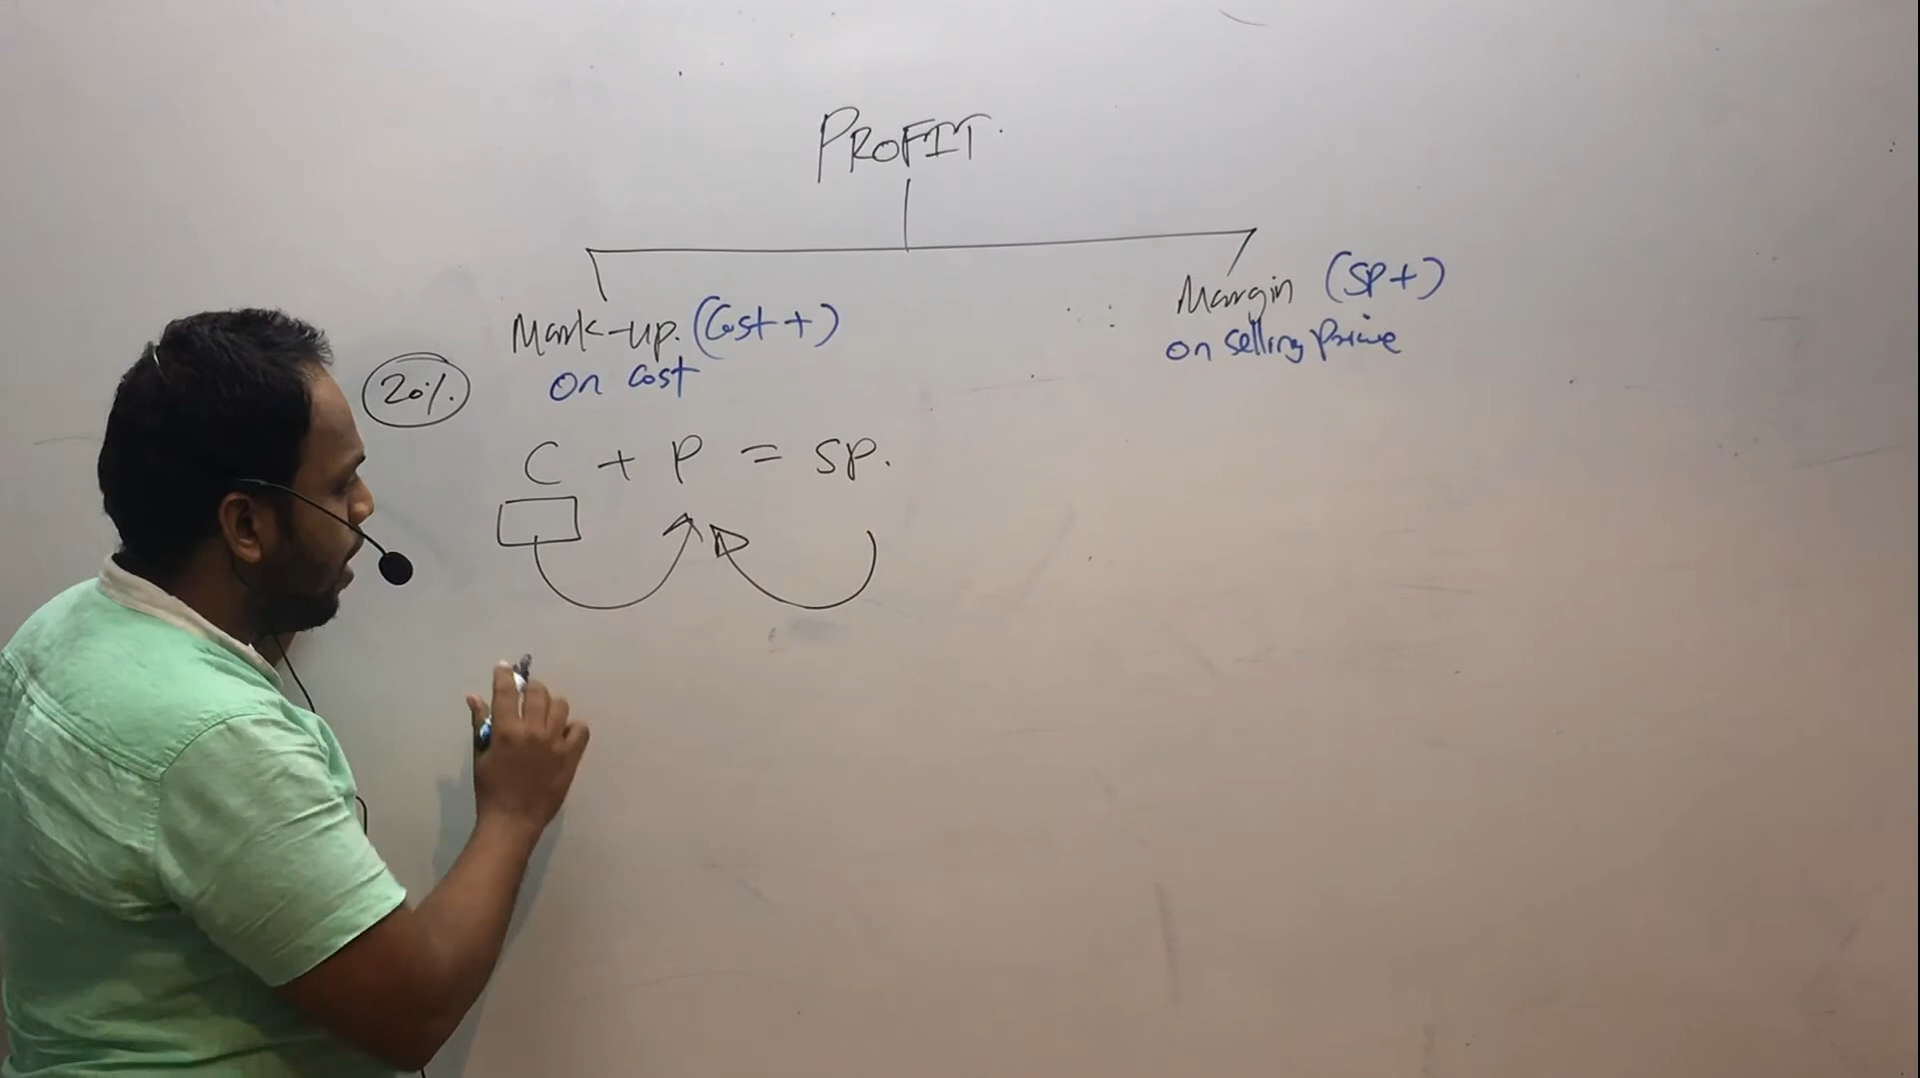 PROFIT.
Mark-up. (Cost +)
on cost
Margin (SP+)
on selling price
20%.
C + P = SP.